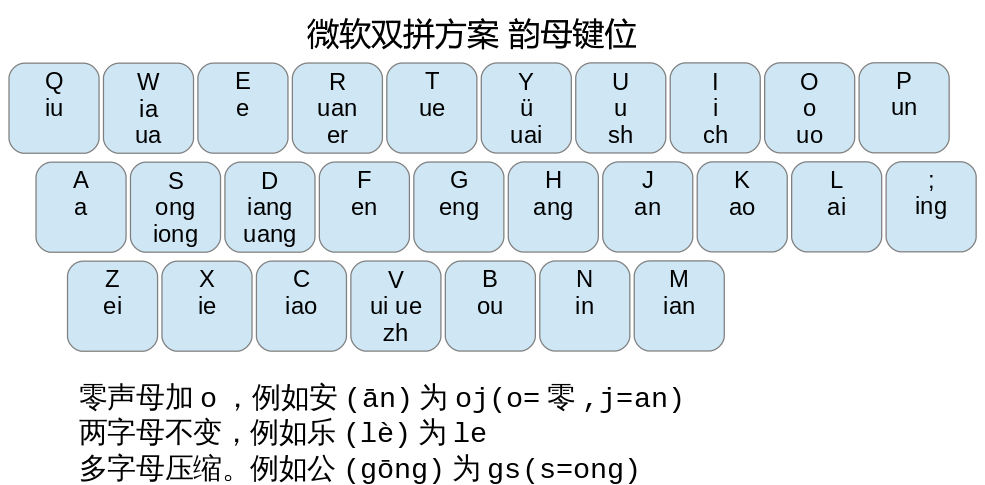 微软双拼方案 韵母键位
Q W E R T Y U I O P
iu ia e uan ue ü u i o un
ua er uai sh ch uo
A S D F G H J K L ;
a ong iang en eng ang an ao ai ing
iong uang
Z X C V B N M
ei ie iao ui ue ou in ian
zh
零声母加 o ，例如安 (ān) 为 oj(o= 零 ,j=an)
两字母不变，例如乐 (lè) 为 le
多字母压缩。例如公 (gōng) 为 gs(s=ong)